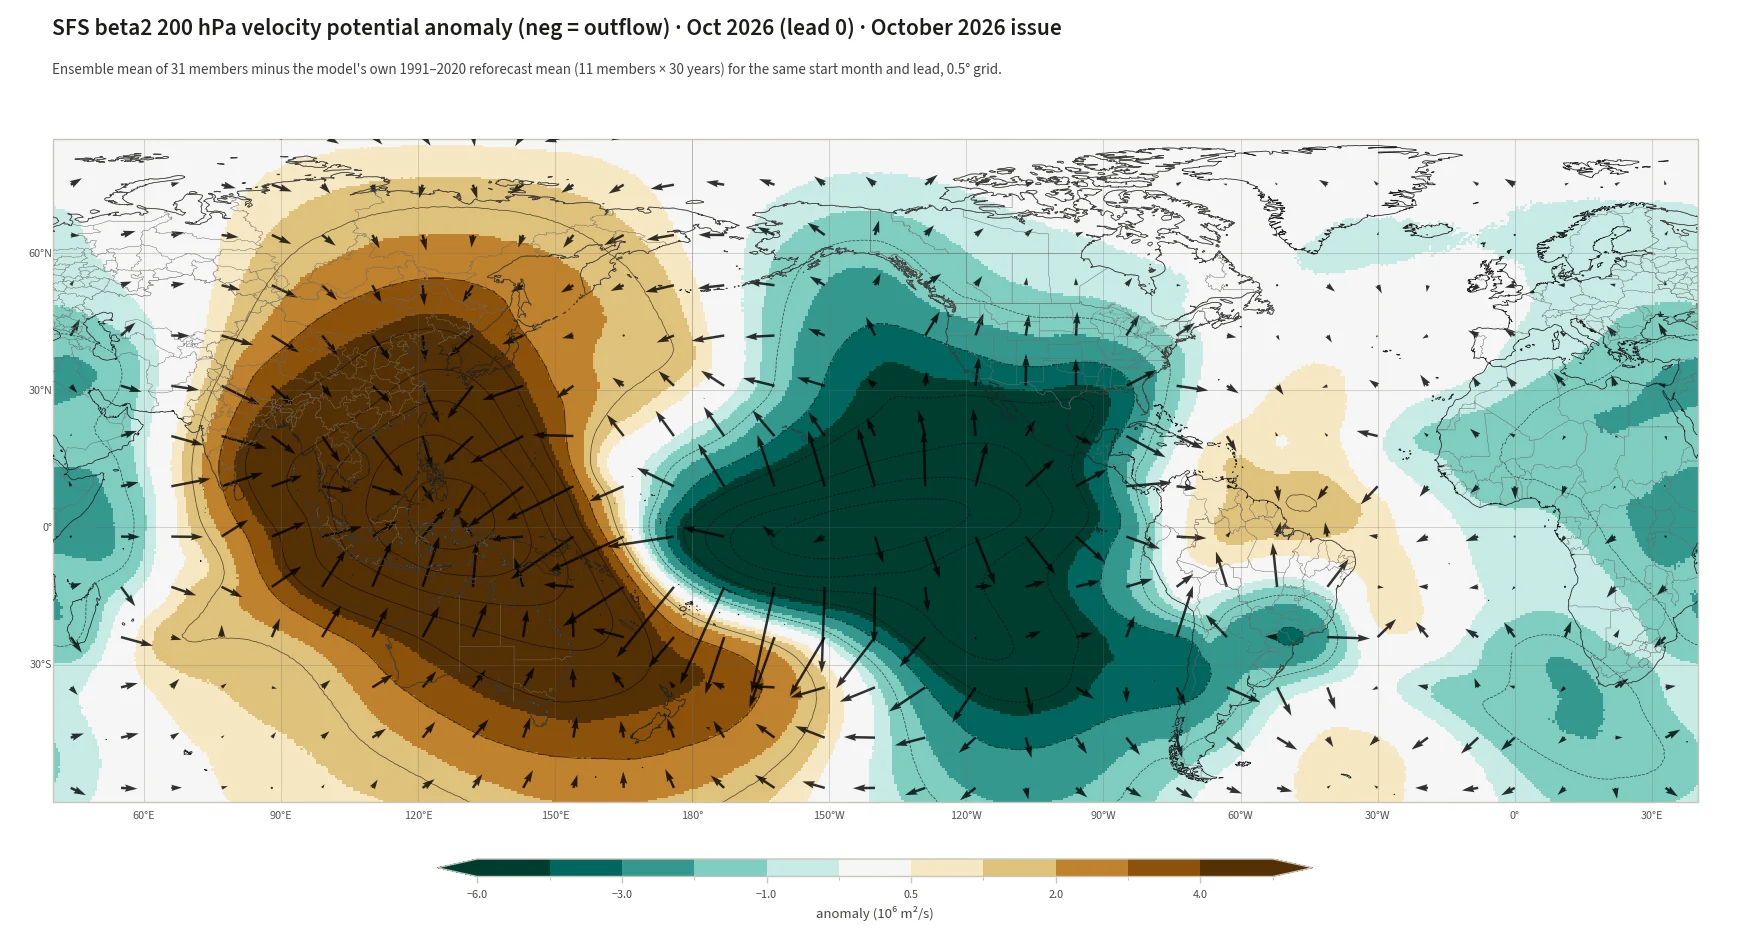 SFS beta2 200 hPa velocity potential anomaly (neg = outflow) · Oct 2026 (lead 0) · October 2026 issue
Ensemble mean of 31 members minus the model's own 1991–2020 reforecast mean (11 members × 30 years) for the same start month and lead, 0.5° grid.
60°N
30°N
0°
30°S
60°E 90°E 120°E 150°E 180° 150°W 120°W 90°W 60°W 30°W 0° 30°E
−6.0 −3.0 −1.0 0.5 2.0 4.0
anomaly (10⁶ m²/s)